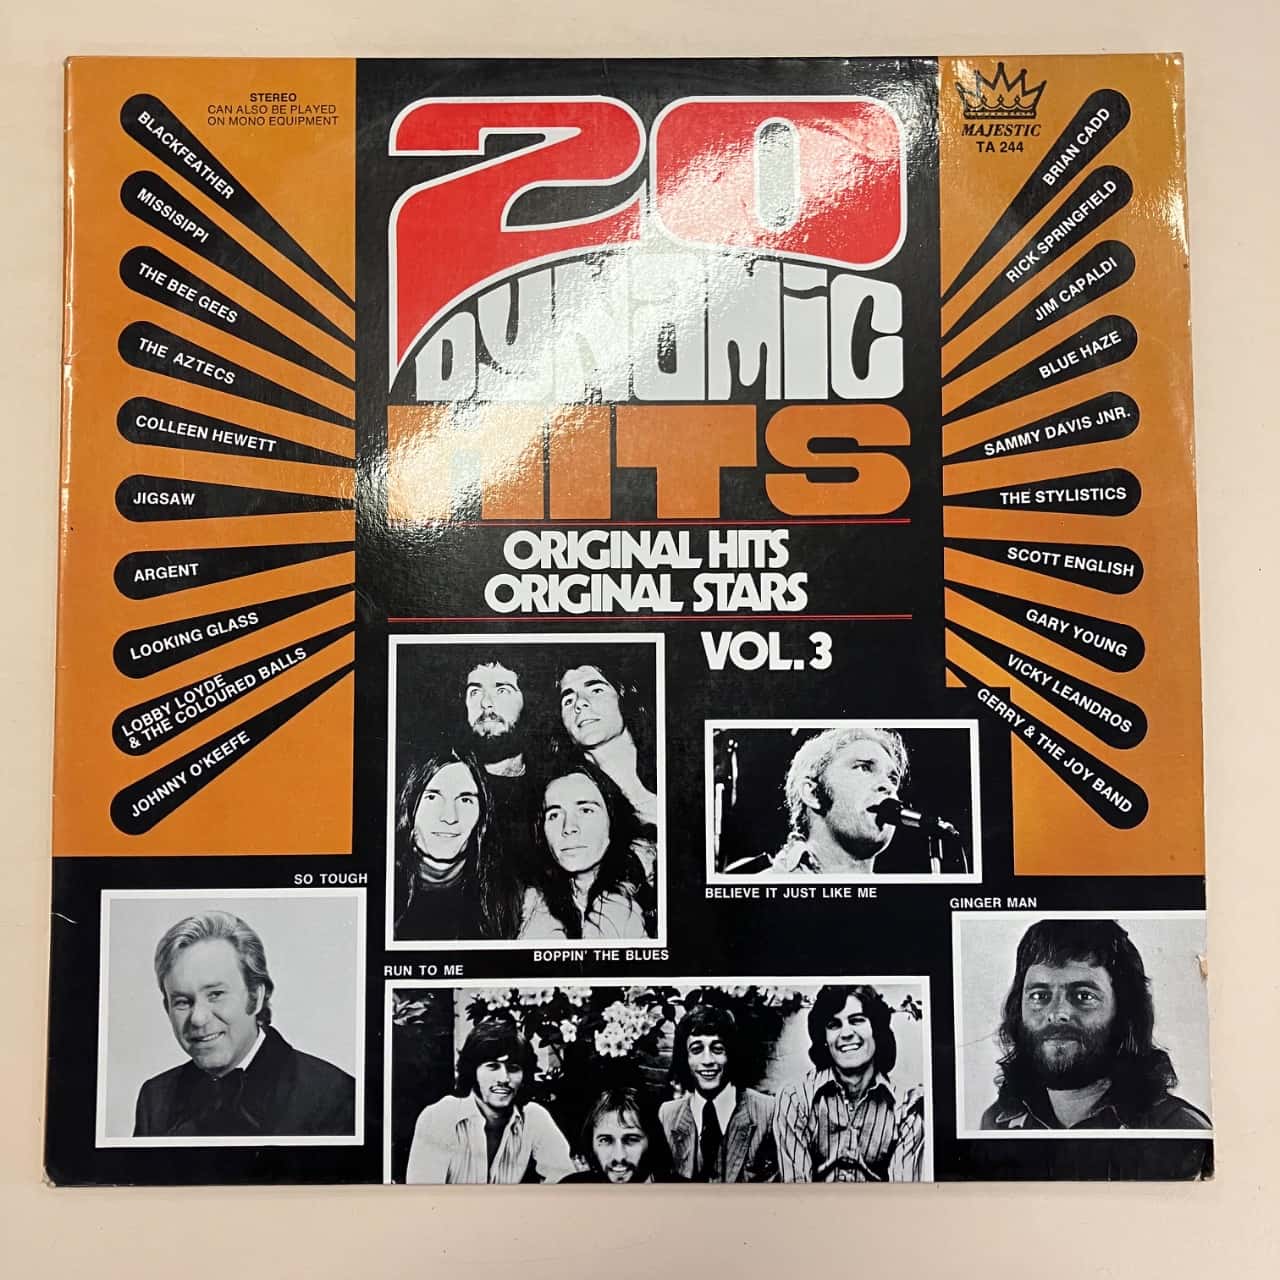 STEREO
CAN ALSO BE PLAYED
ON MONO EQUIPMENT
MAJESTIC
TA 244
20
DYNAMIC
HITS
ORIGINAL HITS
ORIGINAL STARS
VOL.3
BLACKFEATHER
MISSISIPPI
THE BEE GEES
THE AZTECS
COLLEEN HEWETT
JIGSAW
ARGENT
LOOKING GLASS
LOBBY LOYDE
& THE COLOURED BALLS
JOHNNY O'KEEFE
BRIAN CADD
RICK SPRINGFIELD
JIM CAPALDI
BLUE HAZE
SAMMY DAVIS JNR.
THE STYLISTICS
SCOTT ENGLISH
GARY YOUNG
VICKY LEANDROS
GERRY & THE JOY BAND
SO TOUGH
BOPPIN' THE BLUES
BELIEVE IT JUST LIKE ME
GINGER MAN
RUN TO ME